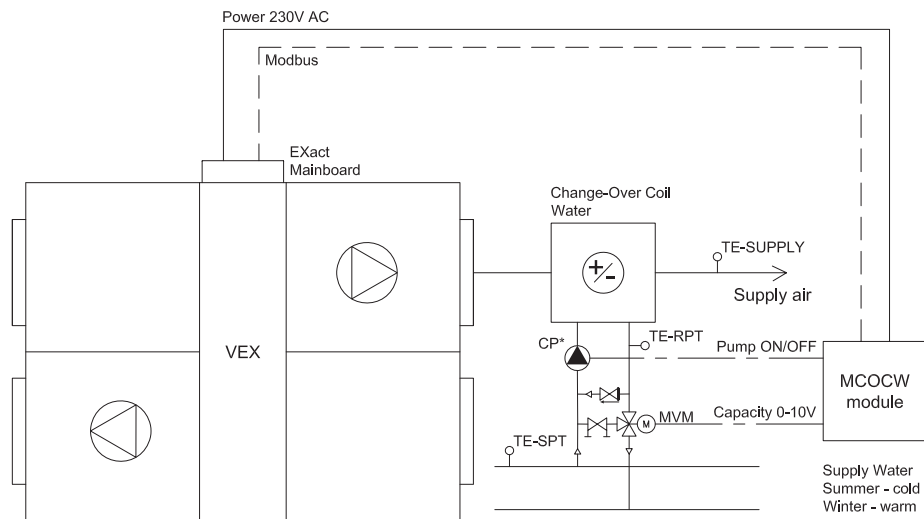 Power 230V AC
Modbus
EXact
Mainboard
Change-Over Coil
Water
+/-
TE-SUPPLY
Supply air
VEX
CP*
TE-RPT
Pump ON/OFF
MCOCW
module
M
MVM
Capacity 0-10V
TE-SPT
Supply Water
Summer - cold
Winter - warm